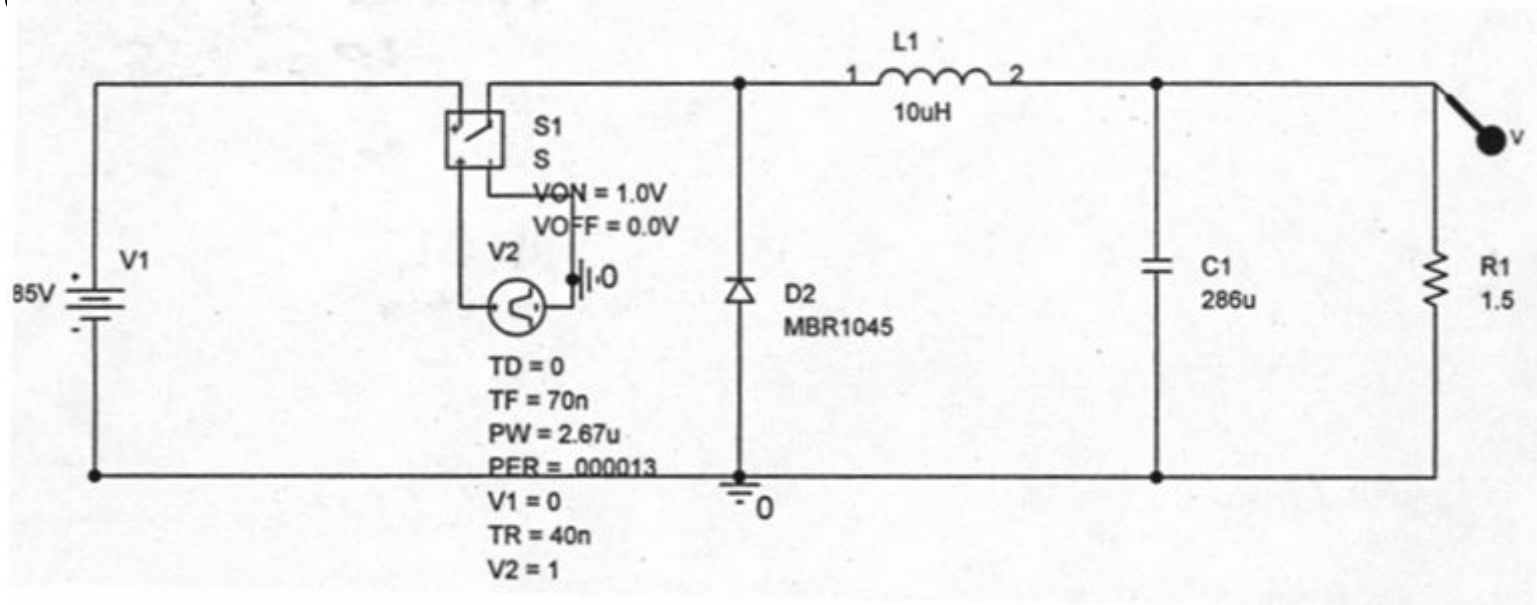 L1
1
2
10uH
S1
S
VON = 1.0V
VOFF = 0.0V
V2
0
V1
85V
D2
MBR1045
C1
286u
R1
1.5
V
TD = 0
TF = 70n
PW = 2.67u
PER = .000013
V1 = 0
TR = 40n
V2 = 1
0